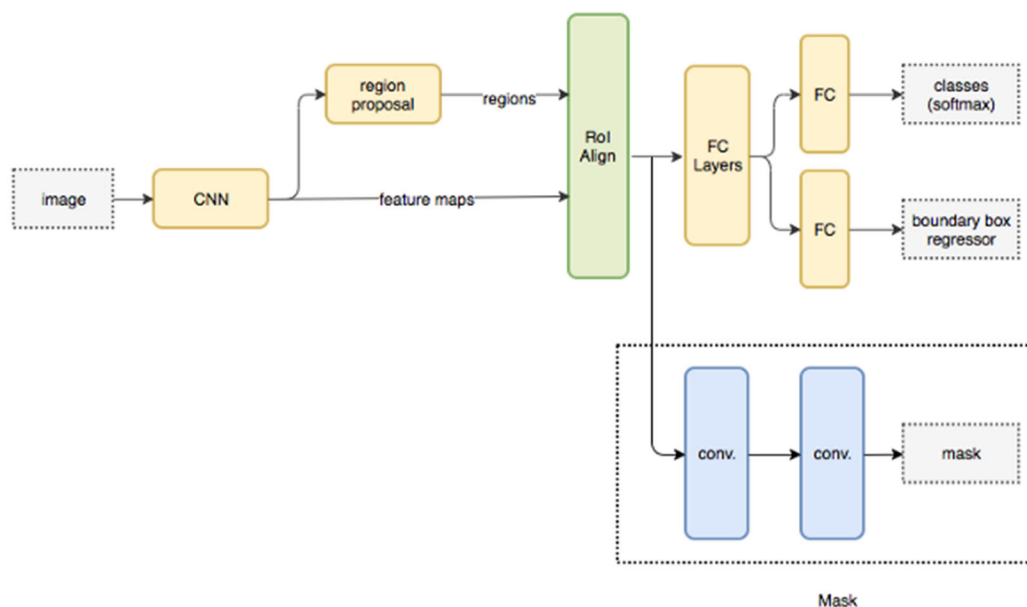 region
proposal
regions
image
CNN
feature maps
RoI
Align
FC
Layers
FC
classes
(softmax)
FC
boundary box
regressor
conv.
conv.
mask
Mask